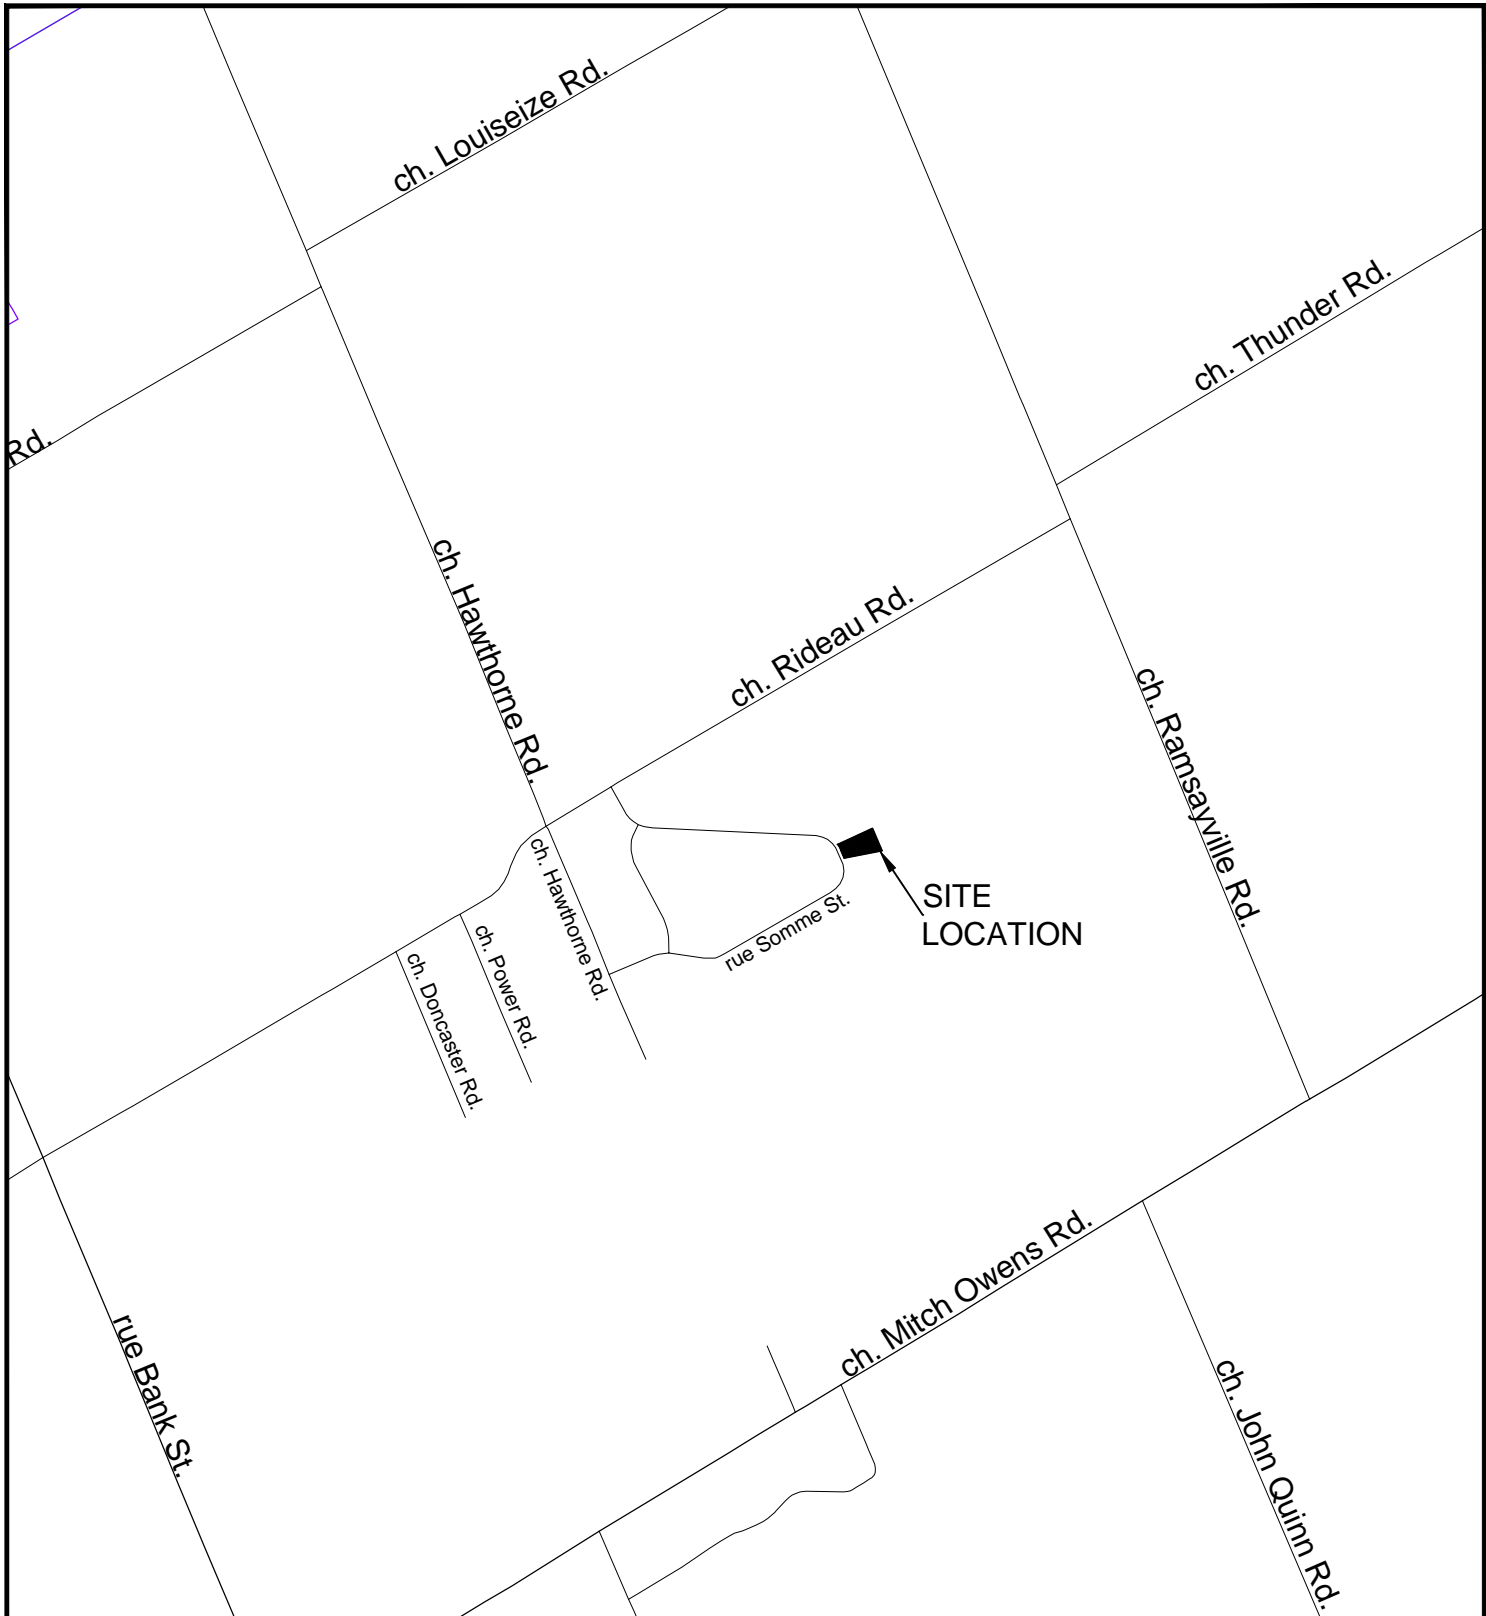 ch. Louiseize Rd.
ch. Thunder Rd.
Rd.
ch. Hawthorne Rd.
ch. Rideau Rd.
ch. Ramsayville Rd.
ch. Hawthorne Rd.
SITE
LOCATION
rue Somme St.
ch. Power Rd.
ch. Doncaster Rd.
ch. Mitch Owens Rd.
rue Bank St.
ch. John Quinn Rd.